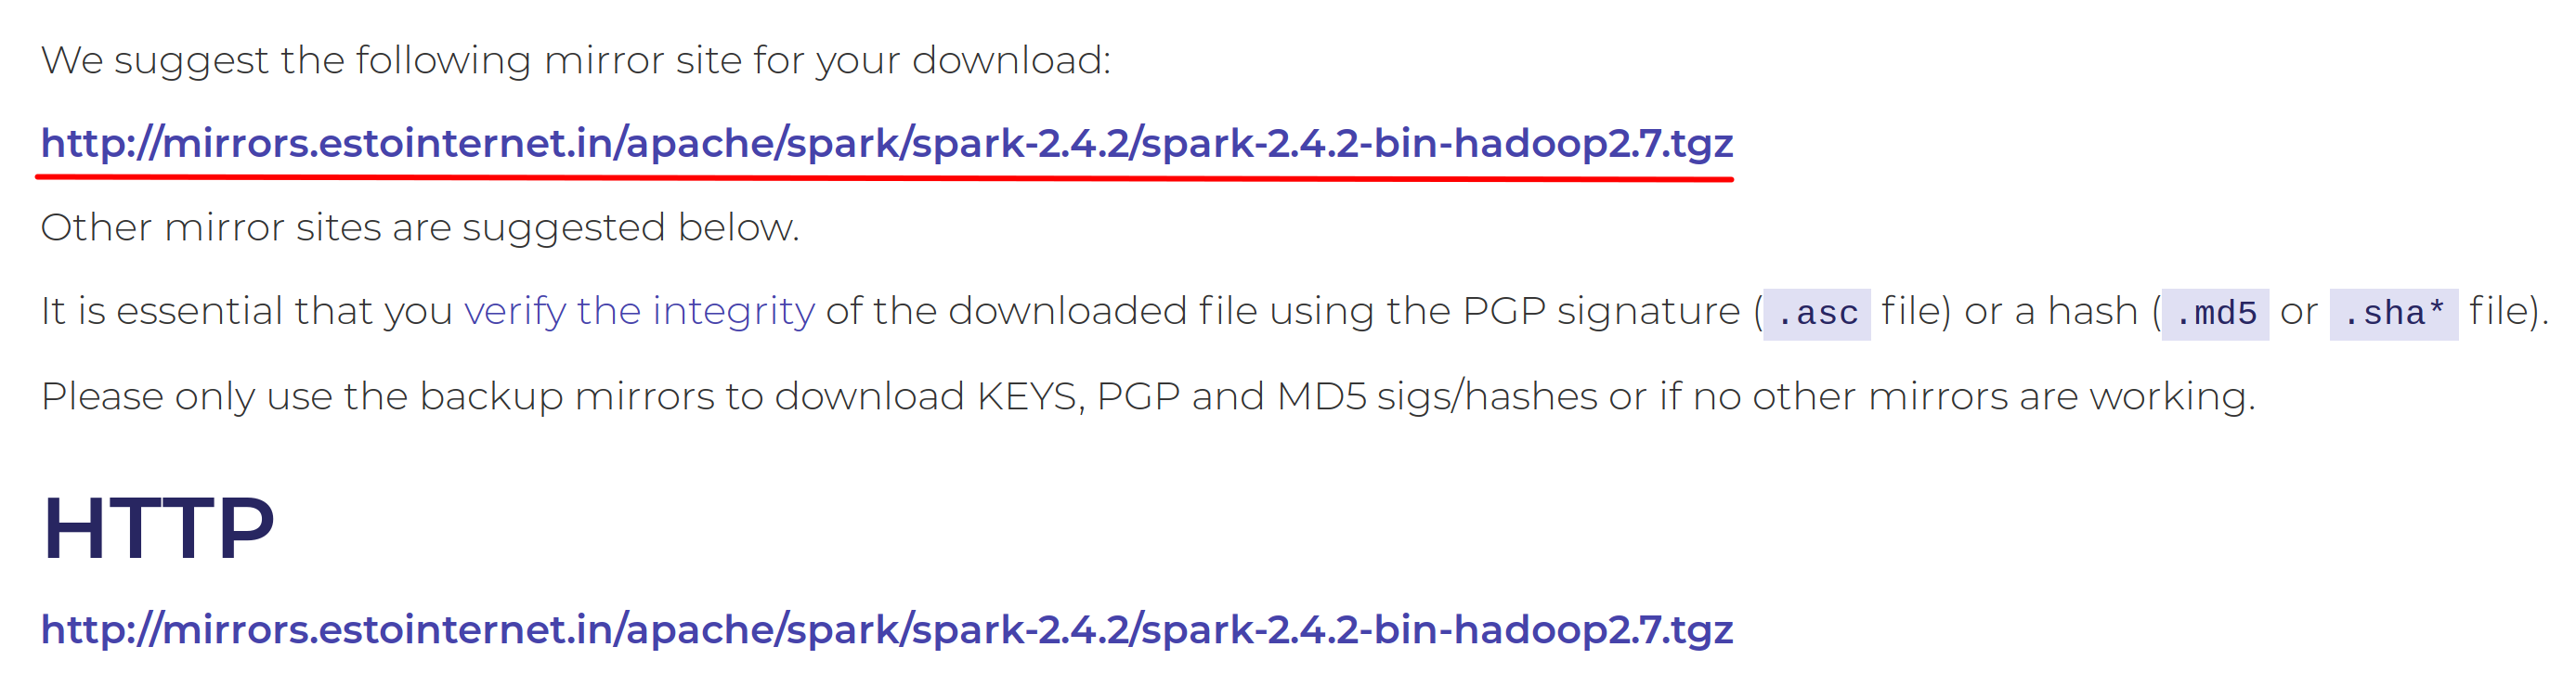 We suggest the following mirror site for your download:
http://mirrors.estointernet.in/apache/spark/spark-2.4.2/spark-2.4.2-bin-hadoop2.7.tgz
Other mirror sites are suggested below.
It is essential that you verify the integrity of the downloaded file using the PGP signature ( .asc file) or a hash ( .md5 or .sha* file).
Please only use the backup mirrors to download KEYS, PGP and MD5 sigs/hashes or if no other mirrors are working.
HTTP
http://mirrors.estointernet.in/apache/spark/spark-2.4.2/spark-2.4.2-bin-hadoop2.7.tgz